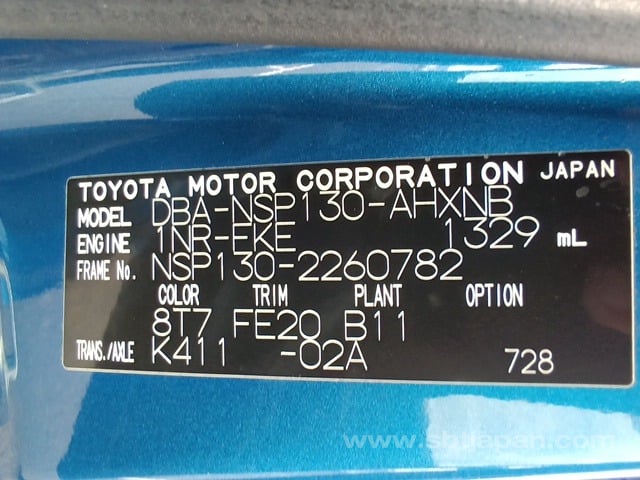 TOYOTA MOTOR CORPORATION JAPAN
MODEL DBA-NSP130-AHXNB
ENGINE 1NR-EKE 1329 mL
FRAME No. NSP130-2260782
COLOR TRIM PLANT OPTION
8T7 FE20 B11
TRANS./AXLE K411 -02A 728
www.sbtjapan.com